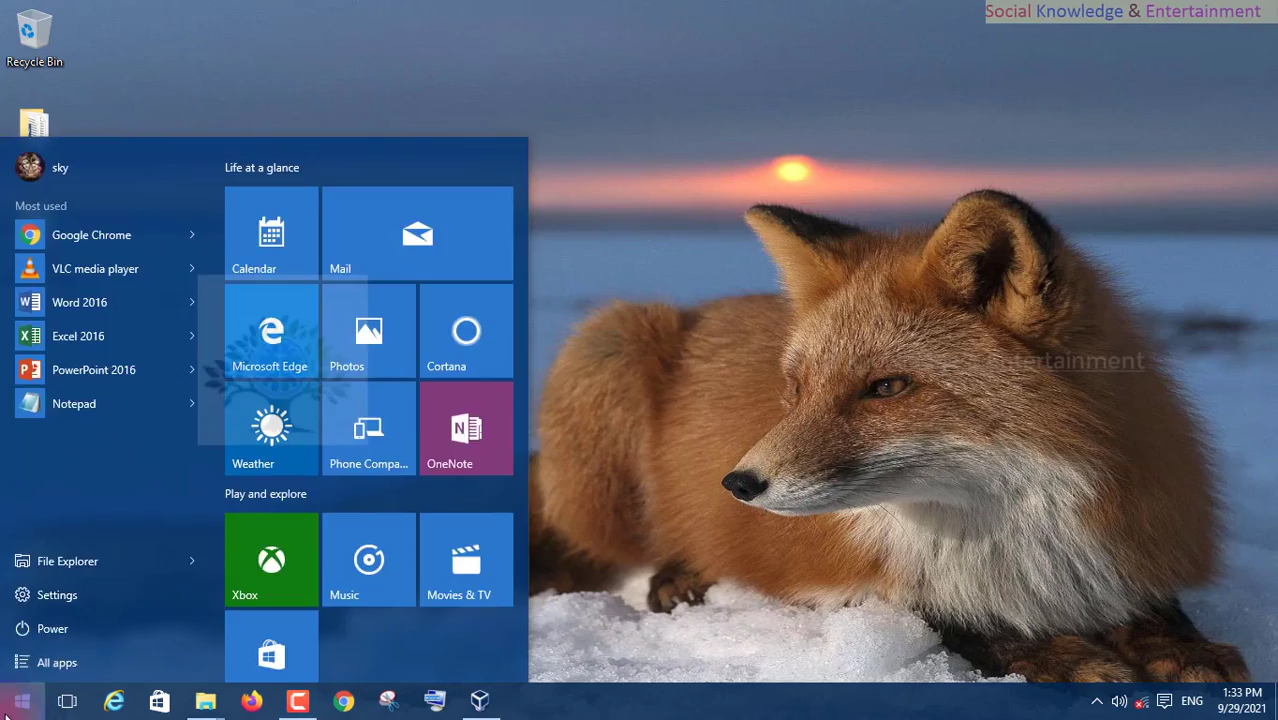 Social Knowledge & Entertainment
Recycle Bin
sky
Most used
Google Chrome
VLC media player
Word 2016
Excel 2016
PowerPoint 2016
Notepad
File Explorer
Settings
Power
All apps
Life at a glance
Calendar
Mail
Microsoft Edge
Photos
Cortana
Weather
Phone Compa...
OneNote
Play and explore
Xbox
Music
Movies & TV
Entertainment
ENG
1:33 PM
9/29/2021